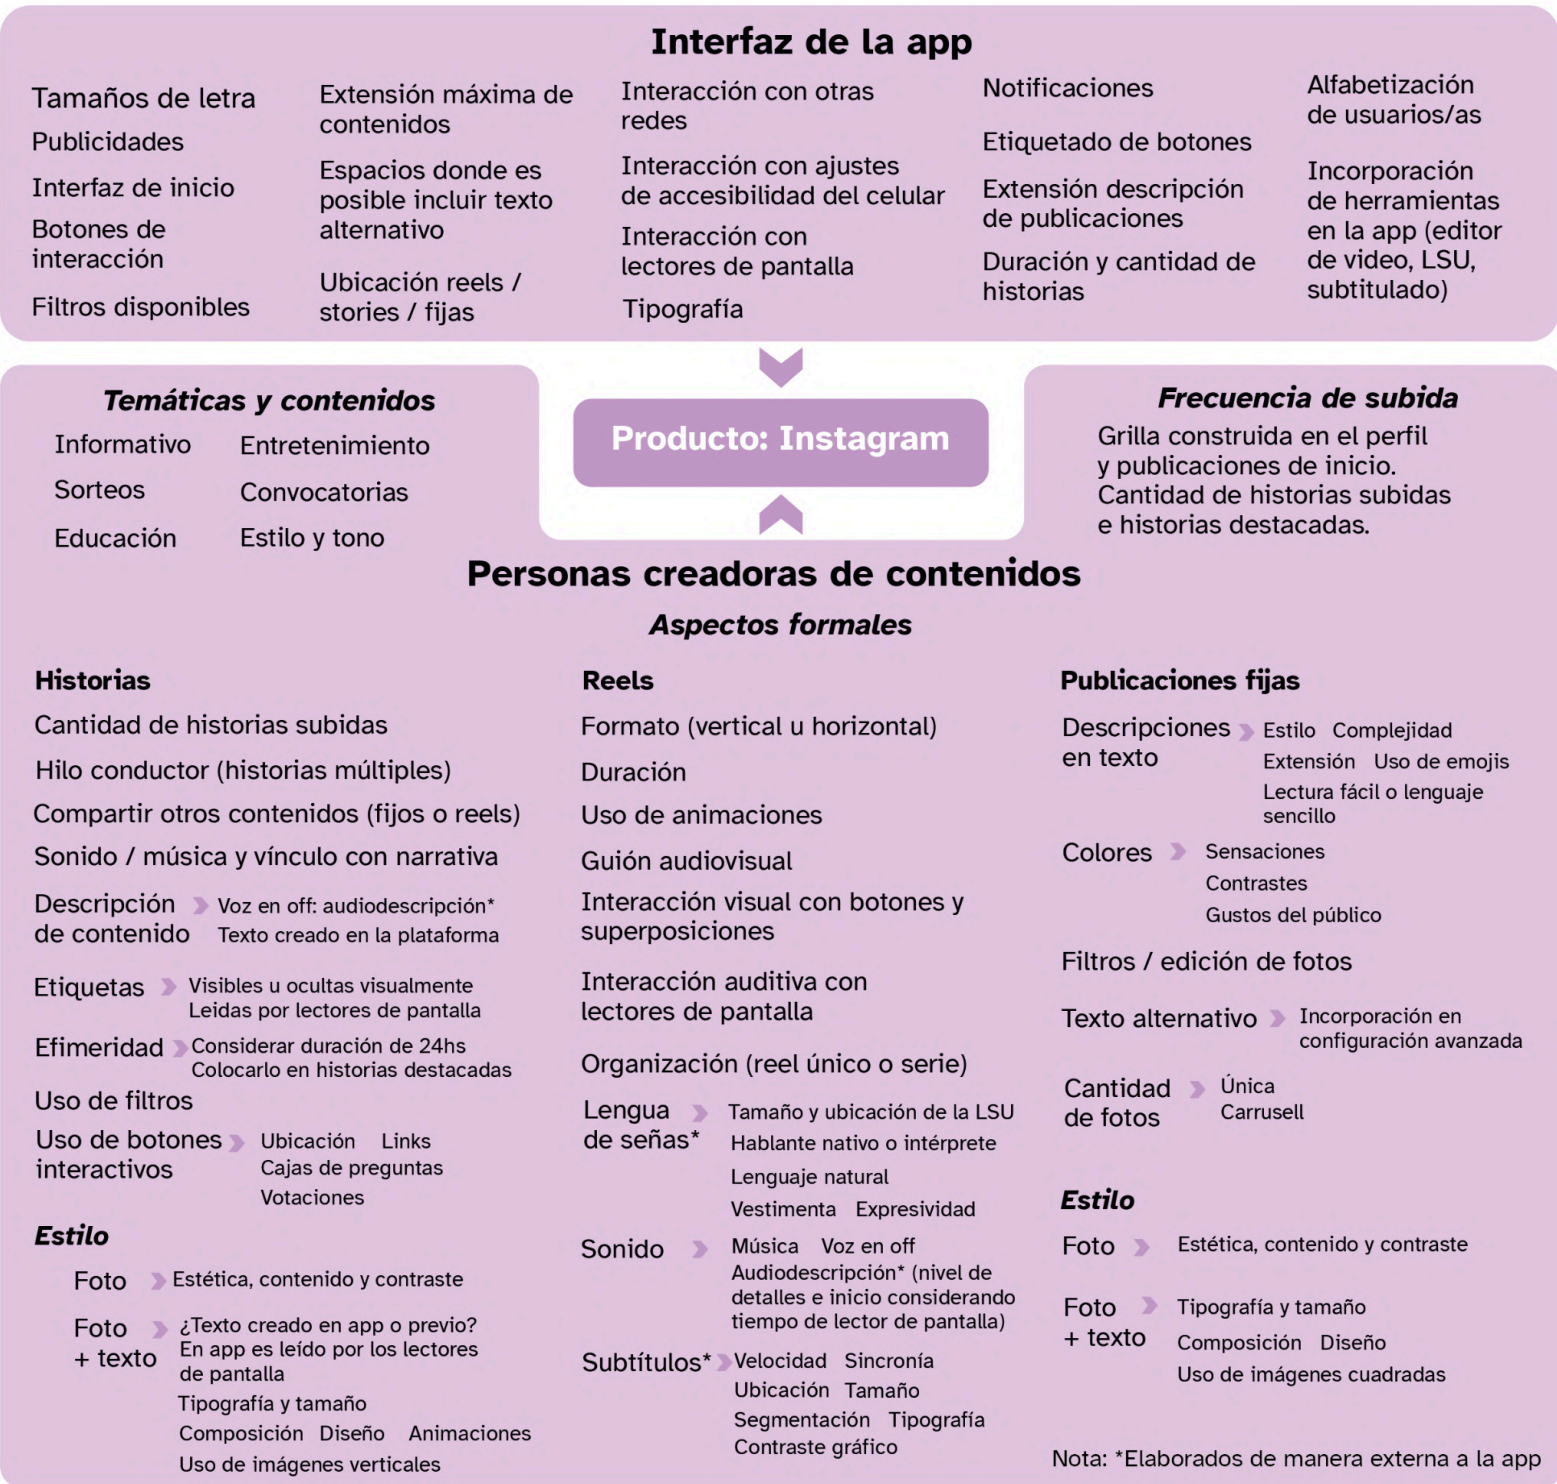 Interfaz de la app
Tamaños de letra
Publicidades
Interfaz de inicio
Botones de
interacción
Filtros disponibles
Extensión máxima de
contenidos
Espacios donde es
posible incluir texto
alternativo
Ubicación reels /
stories / fijas
Interacción con otras
redes
Interacción con ajustes
de accesibilidad del celular
Interacción con
lectores de pantalla
Tipografía
Notificaciones
Etiquetado de botones
Extensión descripción
de publicaciones
Duración y cantidad de
historias
Alfabetización
de usuarios/as
Incorporación
de herramientas
en la app (editor
de video, LSU,
subtitulado)
Producto: Instagram
Temáticas y contenidos
Informativo Entretenimiento
Sorteos Convocatorias
Educación Estilo y tono
Frecuencia de subida
Grilla construida en el perfil
y publicaciones de inicio.
Cantidad de historias subidas
e historias destacadas.
Personas creadoras de contenidos
Aspectos formales
Historias
Cantidad de historias subidas
Hilo conductor (historias múltiples)
Compartir otros contenidos (fijos o reels)
Sonido / música y vínculo con narrativa
Descripción
de contenido
Voz en off: audiodescripción*
Texto creado en la plataforma
Etiquetas
Visibles u ocultas visualmente
Leidas por lectores de pantalla
Efimeridad
Considerar duración de 24hs
Colocarlo en historias destacadas
Uso de filtros
Uso de botones
interactivos
Ubicación Links
Cajas de preguntas
Votaciones
Estilo
Foto
Estética, contenido y contraste
Foto
+ texto
¿Texto creado en app o previo?
En app es leído por los lectores
de pantalla
Tipografía y tamaño
Composición Diseño Animaciones
Uso de imágenes verticales
Reels
Formato (vertical u horizontal)
Duración
Uso de animaciones
Guión audiovisual
Interacción visual con botones y
superposiciones
Interacción auditiva con
lectores de pantalla
Organización (reel único o serie)
Lengua
de señas*
Tamaño y ubicación de la LSU
Hablante nativo o intérprete
Lenguaje natural
Vestimenta Expresividad
Sonido
Música Voz en off
Audiodescripción* (nivel de
detalles e inicio considerando
tiempo de lector de pantalla)
Subtítulos*
Velocidad Sincronía
Ubicación Tamaño
Segmentación Tipografía
Contraste gráfico
Publicaciones fijas
Descripciones
en texto
Estilo Complejidad
Extensión Uso de emojis
Lectura fácil o lenguaje
sencillo
Colores
Sensaciones
Contrastes
Gustos del público
Filtros / edición de fotos
Texto alternativo
Incorporación en
configuración avanzada
Cantidad
de fotos
Única
Carrusell
Estilo
Foto
Estética, contenido y contraste
Foto
+ texto
Tipografía y tamaño
Composición Diseño
Uso de imágenes cuadradas
Nota: *Elaborados de manera externa a la app